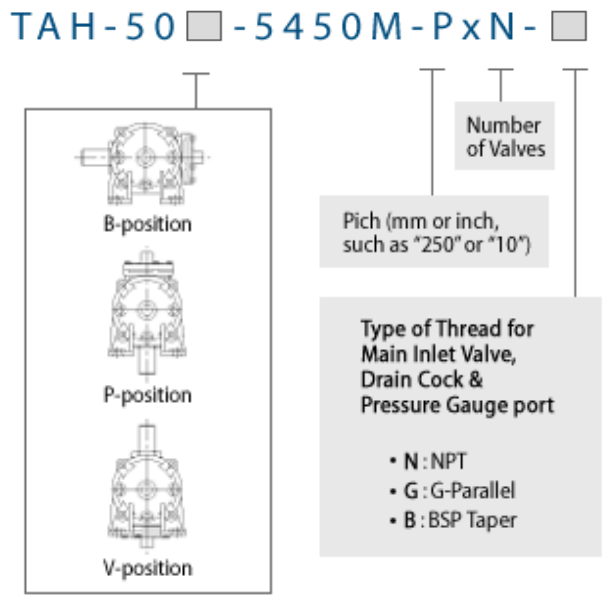 TAH-50□-5450M-PxN-□
Number
of Valves
B-position
Pich (mm or inch,
such as “250” or “10”)
P-position
Type of Thread for
Main Inlet Valve,
Drain Cock &
Pressure Gauge port
• N : NPT
• G : G-Parallel
• B : BSP Taper
V-position